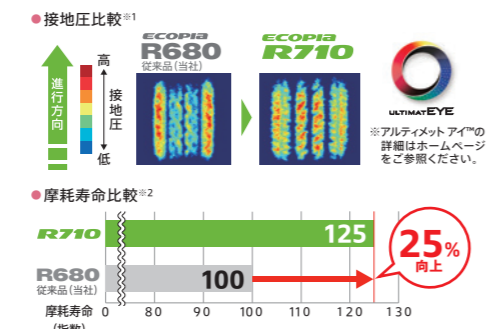 ●接地圧比較※1
ECOPIA
R680
従来品(当社)
ECOPIA
R710
進行方向
高
接地圧
低
ULTIMATEYE
※アルティメット アイ™の
詳細はホームページ
をご参照ください。
●摩耗寿命比較※2
R710
125
25%
向上
R680
従来品(当社)
100
摩耗寿命
(指数)
0 80 90 100 110 120 130